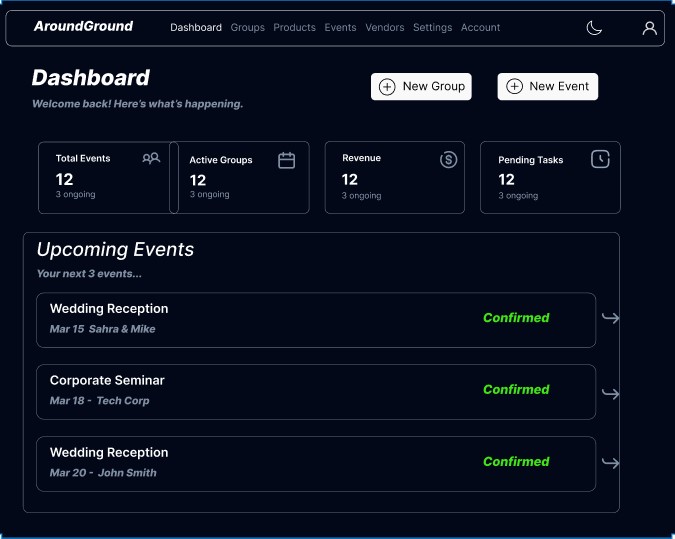 AroundGround Dashboard Groups Products Events Vendors Settings Account
Dashboard
Welcome back! Here's what's happening.
New Group New Event
Total Events
12
3 ongoing
Active Groups
12
3 ongoing
Revenue
12
3 ongoing
Pending Tasks
12
3 ongoing
Upcoming Events
Your next 3 events...
Wedding Reception
Mar 15 Sahra & Mike
Confirmed
Corporate Seminar
Mar 18 - Tech Corp
Confirmed
Wedding Reception
Mar 20 - John Smith
Confirmed